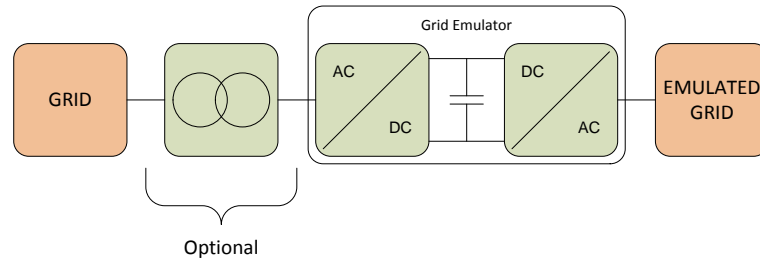 Grid Emulator
GRID
AC
DC
DC
AC
EMULATED
GRID
Optional